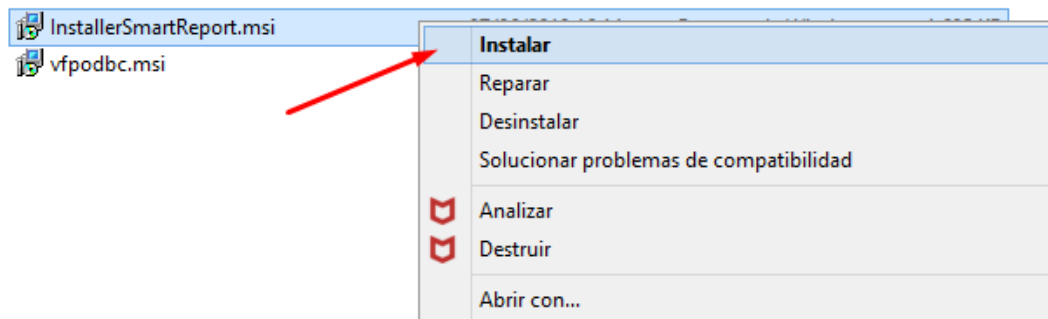 InstallerSmartReport.msi
vfpodbc.msi
Instalar
Reparar
Desinstalar
Solucionar problemas de compatibilidad
Analizar
Destruir
Abrir con...